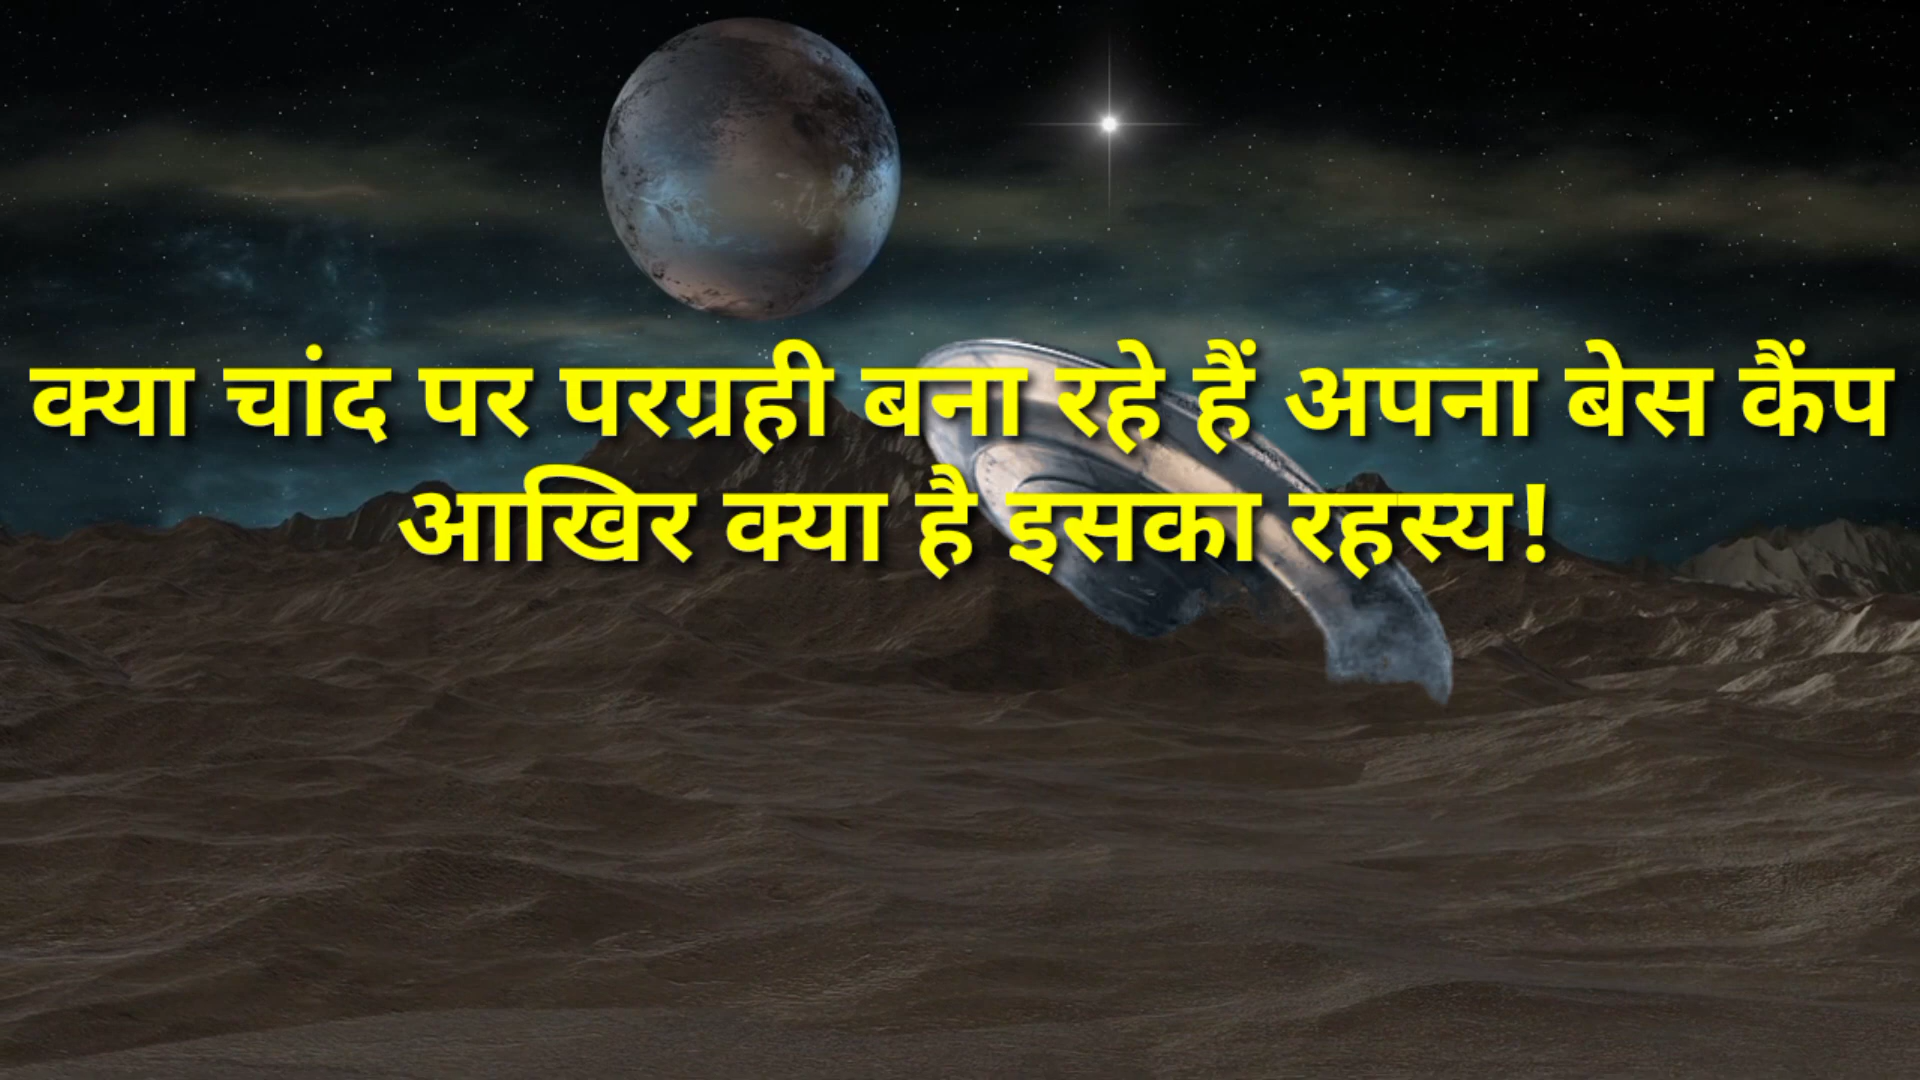 क्या चांद पर परग्रही बना रहे हैं अपना बेस कैंप
आखिर क्या है इसका रहस्य!